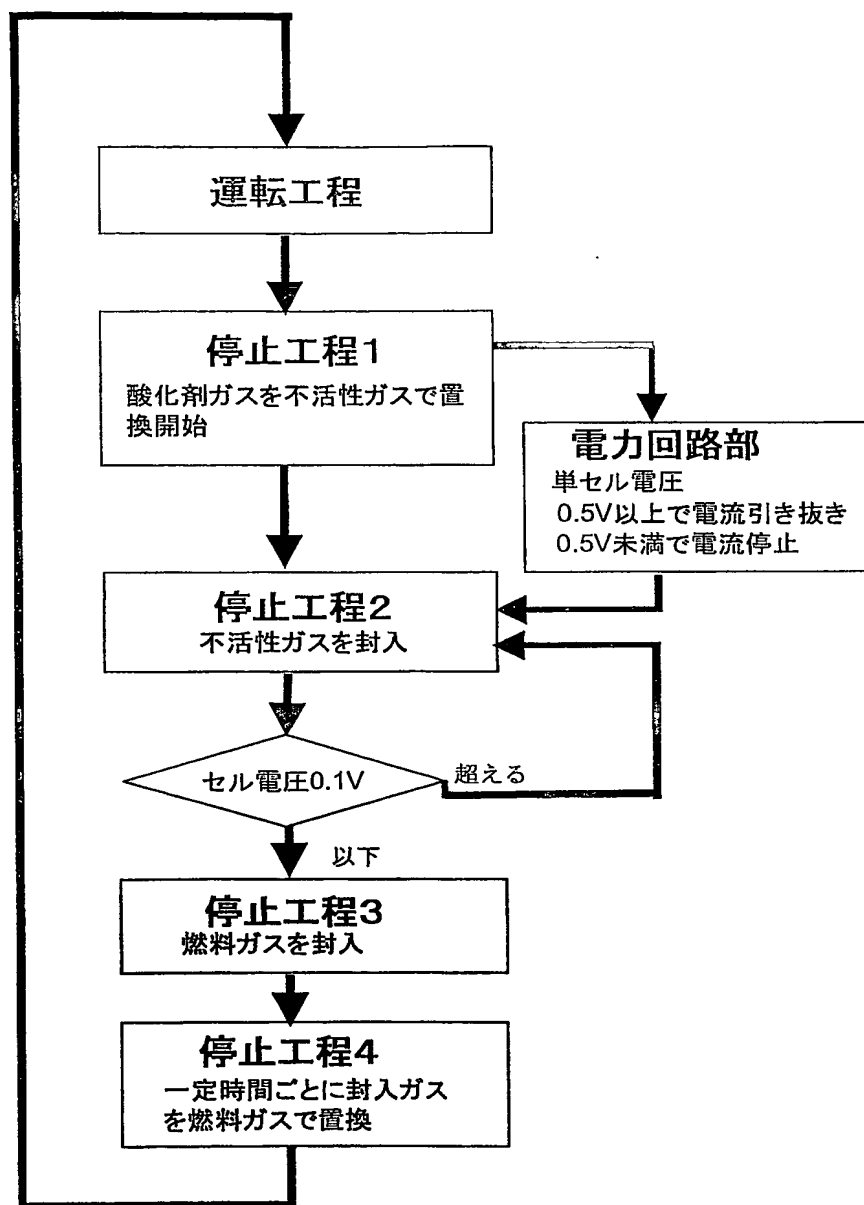 運転工程
停止工程1
酸化剤ガスを不活性ガスで置
換開始
電力回路部
単セル電圧
0.5V以上で電流引き抜き
0.5V未満で電流停止
停止工程2
不活性ガスを封入
セル電圧0.1V
超える
以下
停止工程3
燃料ガスを封入
停止工程4
一定時間ごとに封入ガス
を燃料ガスで置換